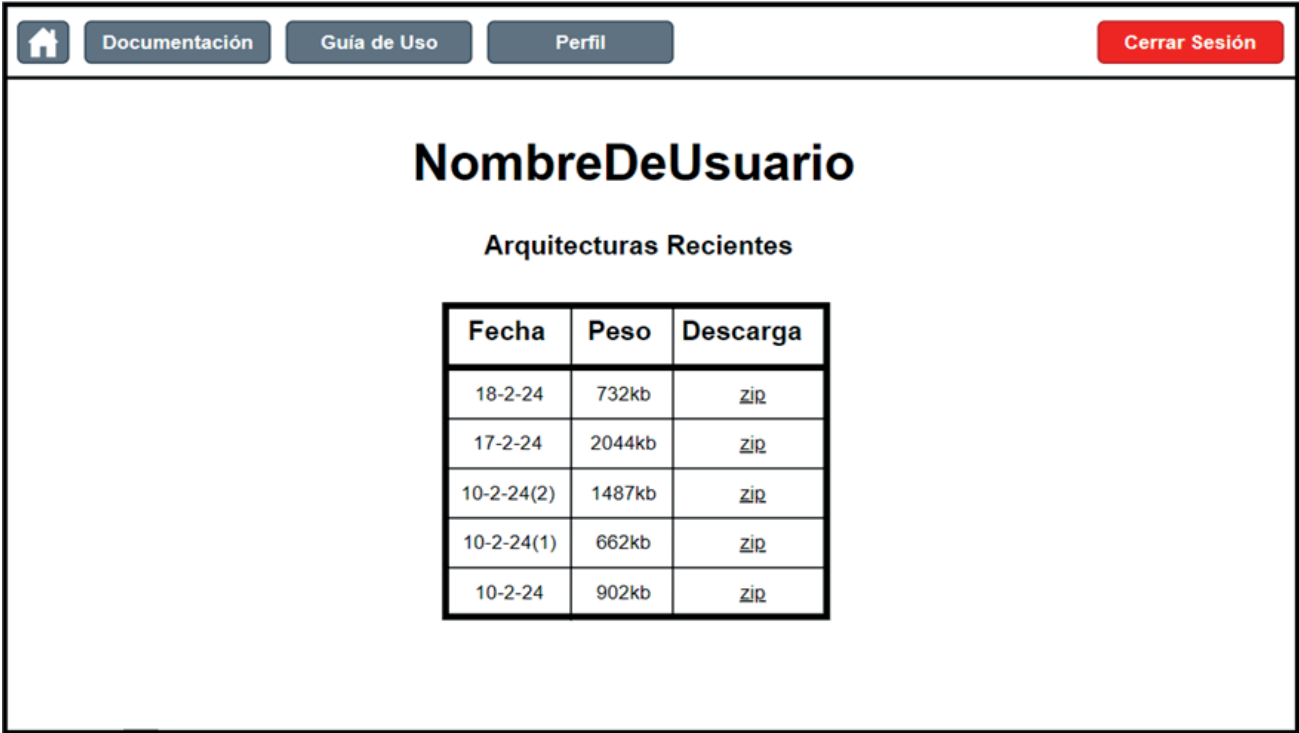 Documentación Guía de Uso Perfil Cerrar Sesión
NombreDeUsuario
Arquitecturas Recientes
Fecha Peso Descarga
18-2-24 732kb zip
17-2-24 2044kb zip
10-2-24(2) 1487kb zip
10-2-24(1) 662kb zip
10-2-24 902kb zip